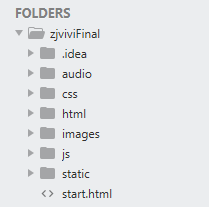 FOLDERS
zjviviFinal
.idea
audio
css
html
images
js
static
<> start.html